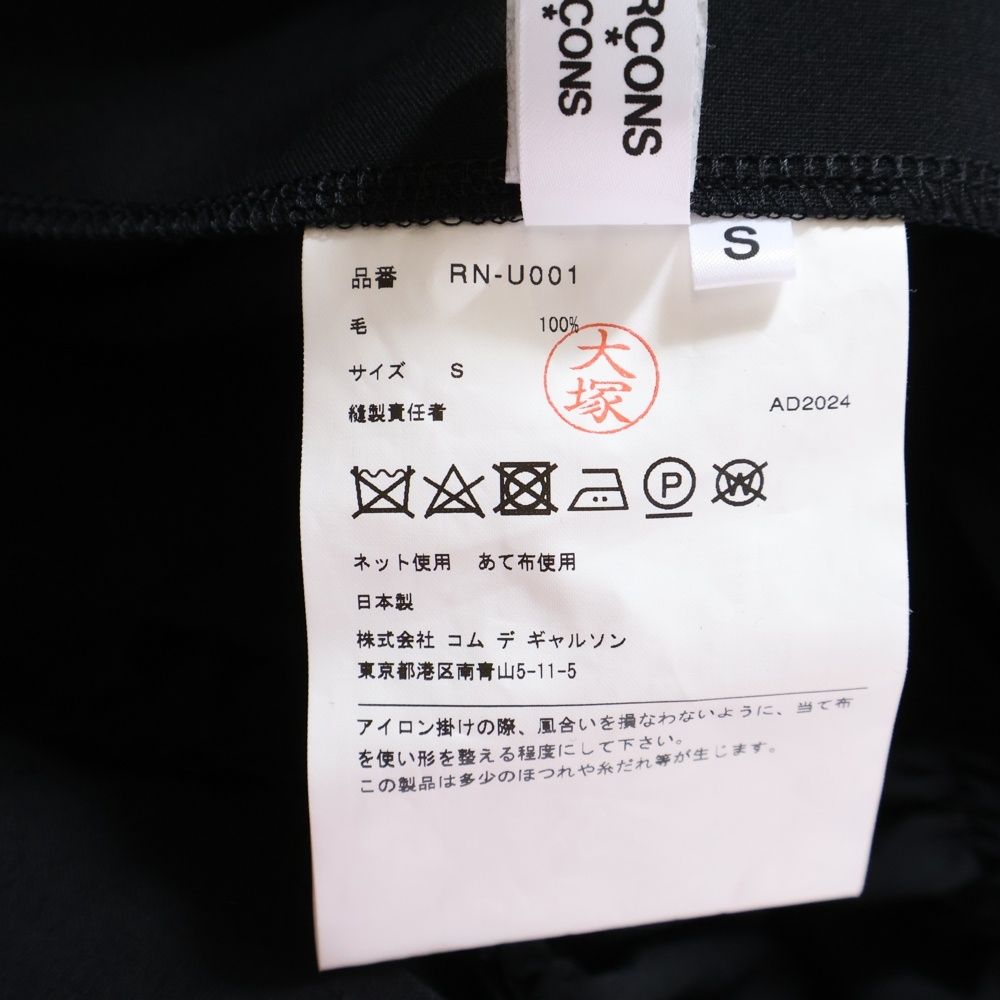 RCONS
*
CONS
*
S
品番 RN-U001
毛 100%
サイズ S
縫製責任者 大塚 AD2024
P
W
ネット使用 あて布使用
日本製
株式会社 コム デ ギャルソン
東京都港区南青山5-11-5
アイロン掛けの際、風合いを損なわないように、当て布
を使い形を整える程度にして下さい。
この製品は多少のほつれや糸だれ等が生じます。